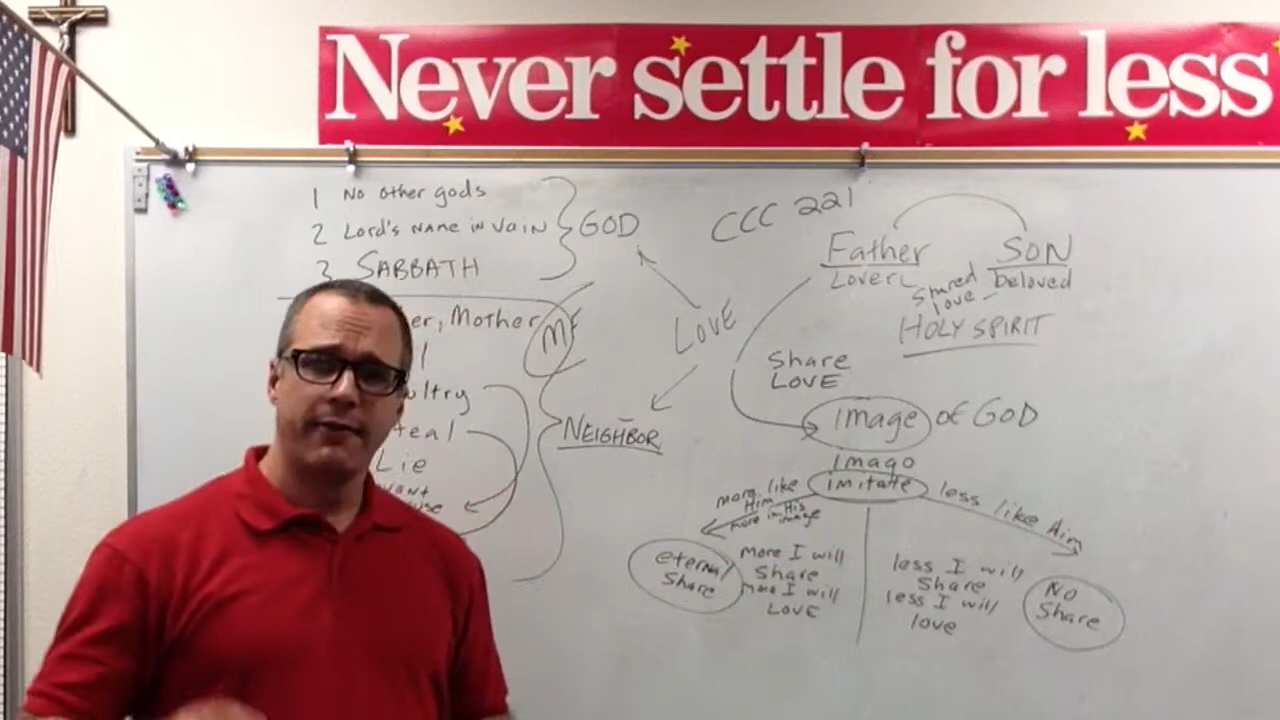 Never settle for less
1 No other gods
2 Lord's name in vain
3 SABBATH
GOD
er, Mother
ME
ultry
teal
Lie
want
use
NEIGHBOR
LOVE
CCC 221
Father
Lover
SON
beloved
shared
love
HOLY SPIRIT
Share
LOVE
image of GOD
imago
imitate
more like
Him
more in His
image
less like Him
eternal
Share
more I will
Share
more I will
LOVE
less I will
Share
less I will
love
No
Share